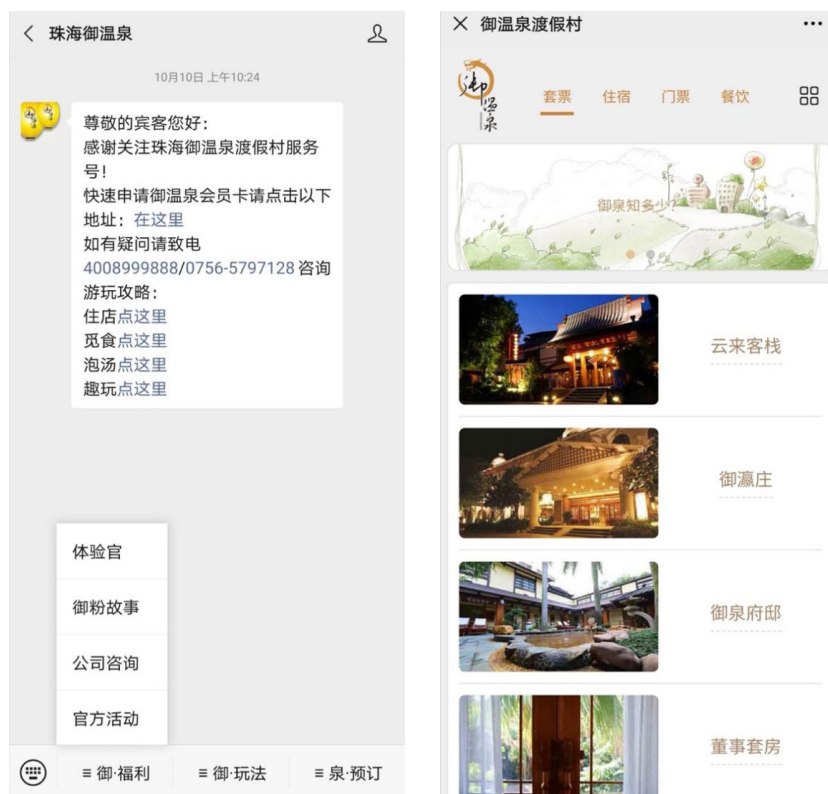 珠海御温泉
10月10日 上午10:24
尊敬的宾客您好：
感谢关注珠海御温泉渡假村服务
号！
快速申请御温泉会员卡请点击以下
地址：在这里
如有疑问请致电
4008999888/0756-5797128 咨询
游玩攻略：
住店点这里
觅食点这里
泡汤点这里
趣玩点这里
体验官
御粉故事
公司咨询
官方活动
御·福利
御·玩法
泉·预订
御温泉渡假村
御温泉
套票
住宿
门票
餐饮
御泉知多少?
云来客栈
御瀛庄
御泉府邸
董事套房